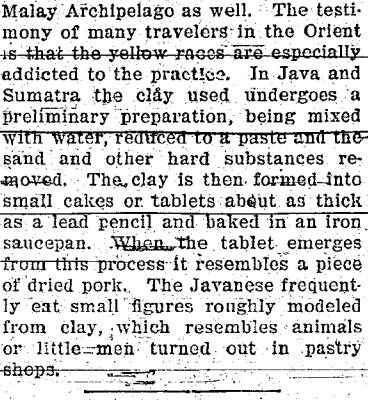 Malay Archipelago as well. The testi-
mony of many travelers in the Orient
is that the yellow races are especially
addicted to the practice. In Java and
Sumatra the clay used undergoes a
preliminary preparation, being mixed
with water, reduced to a paste and the
sand and other hard substances re-
moved. The clay is then formed into
small cakes or tablets about as thick
as a lead pencil and baked in an iron
saucepan. When the tablet emerges
from this process it resembles a piece
of dried pork. The Javanese frequent-
ly eat small figures roughly modeled
from clay, which resembles animals
or little men turned out in pastry
shops.